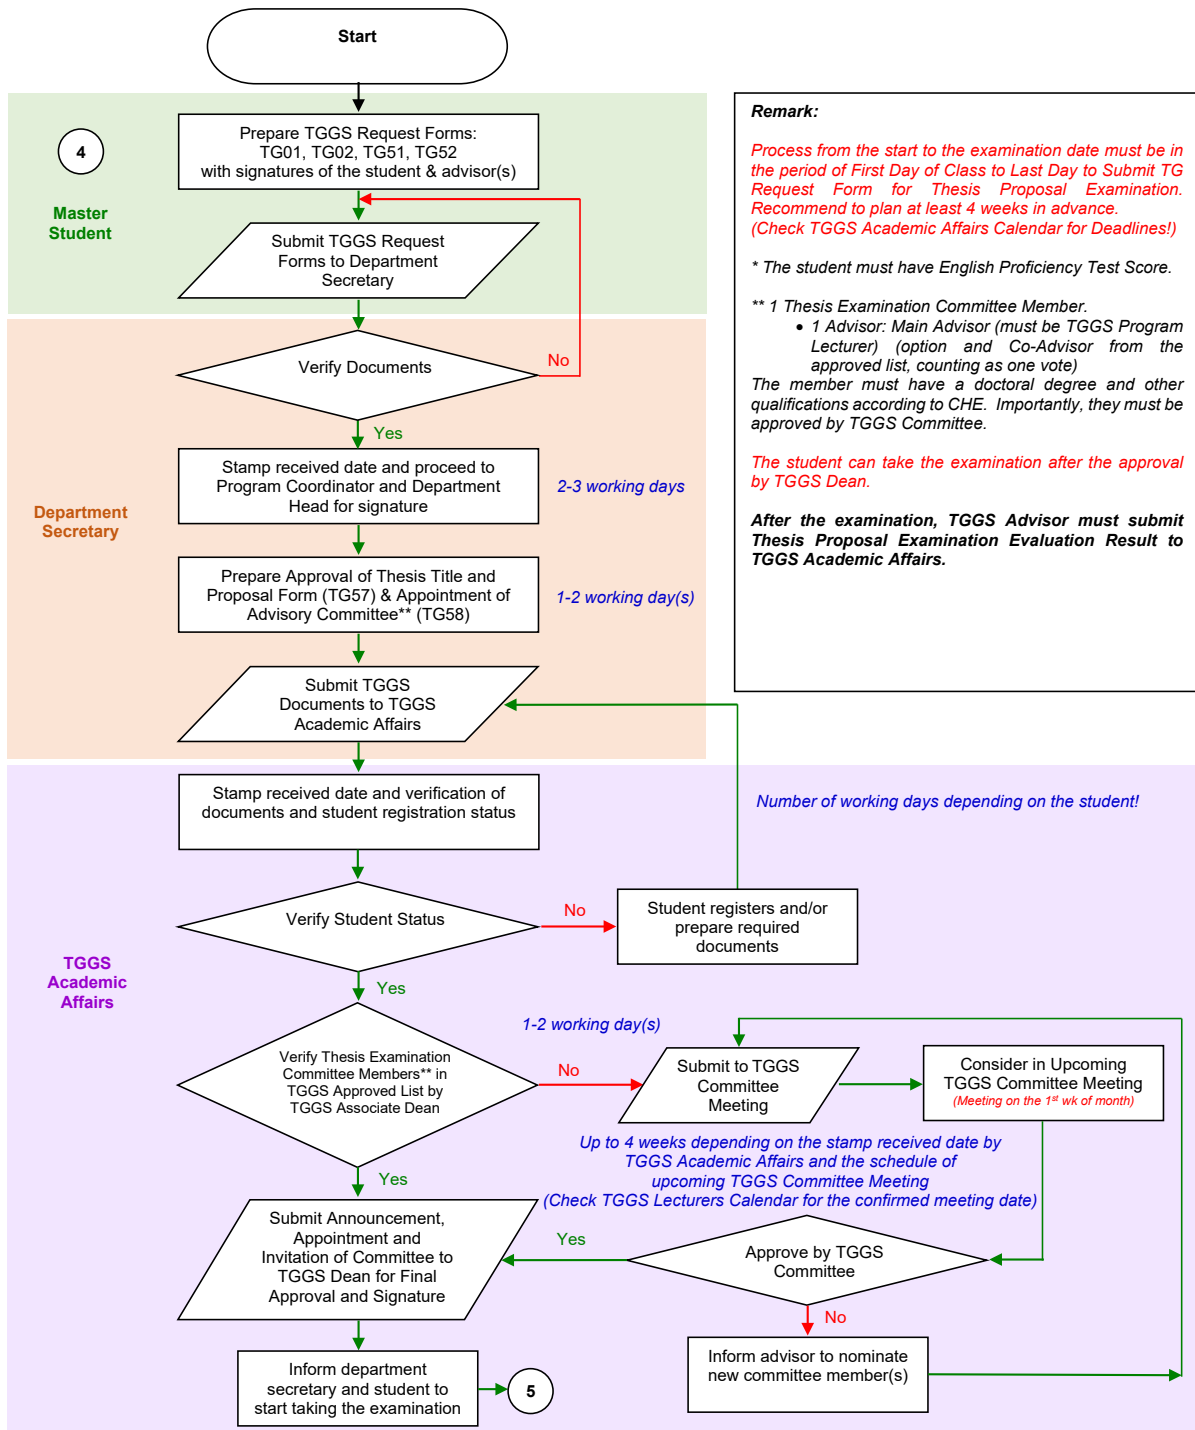 Start
4
Master
Student
Prepare TGGS Request Forms:
TG01, TG02, TG51, TG52
with signatures of the student & advisor(s)
Submit TGGS Request
Forms to Department
Secretary
Remark:
Process from the start to the examination date must be in
the period of First Day of Class to Last Day to Submit TG
Request Form for Thesis Proposal Examination.
Recommend to plan at least 4 weeks in advance.
(Check TGGS Academic Affairs Calendar for Deadlines!)
* The student must have English Proficiency Test Score.
** 1 Thesis Examination Committee Member.
• 1 Advisor: Main Advisor (must be TGGS Program
Lecturer) (option and Co-Advisor from the
approved list, counting as one vote)
The member must have a doctoral degree and other
qualifications according to CHE. Importantly, they must be
approved by TGGS Committee.
The student can take the examination after the approval
by TGGS Dean.
After the examination, TGGS Advisor must submit
Thesis Proposal Examination Evaluation Result to
TGGS Academic Affairs.
Department
Secretary
Verify Documents
No
Yes
Stamp received date and proceed to
Program Coordinator and Department
Head for signature
2-3 working days
Prepare Approval of Thesis Title and
Proposal Form (TG57) & Appointment of
Advisory Committee** (TG58)
1-2 working day(s)
Submit TGGS
Documents to TGGS
Academic Affairs
TGGS
Academic
Affairs
Stamp received date and verification of
documents and student registration status
Number of working days depending on the student!
Verify Student Status
No
Student registers and/or
prepare required
documents
Yes
1-2 working day(s)
Verify Thesis Examination
Committee Members** in
TGGS Approved List by
TGGS Associate Dean
No
Submit to TGGS
Committee
Meeting
Consider in Upcoming
TGGS Committee Meeting
(Meeting on the 1st wk of month)
Up to 4 weeks depending on the stamp received date by
TGGS Academic Affairs and the schedule of
upcoming TGGS Committee Meeting
(Check TGGS Lecturers Calendar for the confirmed meeting date)
Yes
Submit Announcement,
Appointment and
Invitation of Committee to
TGGS Dean for Final
Approval and Signature
Yes
Approve by TGGS
Committee
No
Inform advisor to nominate
new committee member(s)
Inform department
secretary and student to
start taking the examination
5